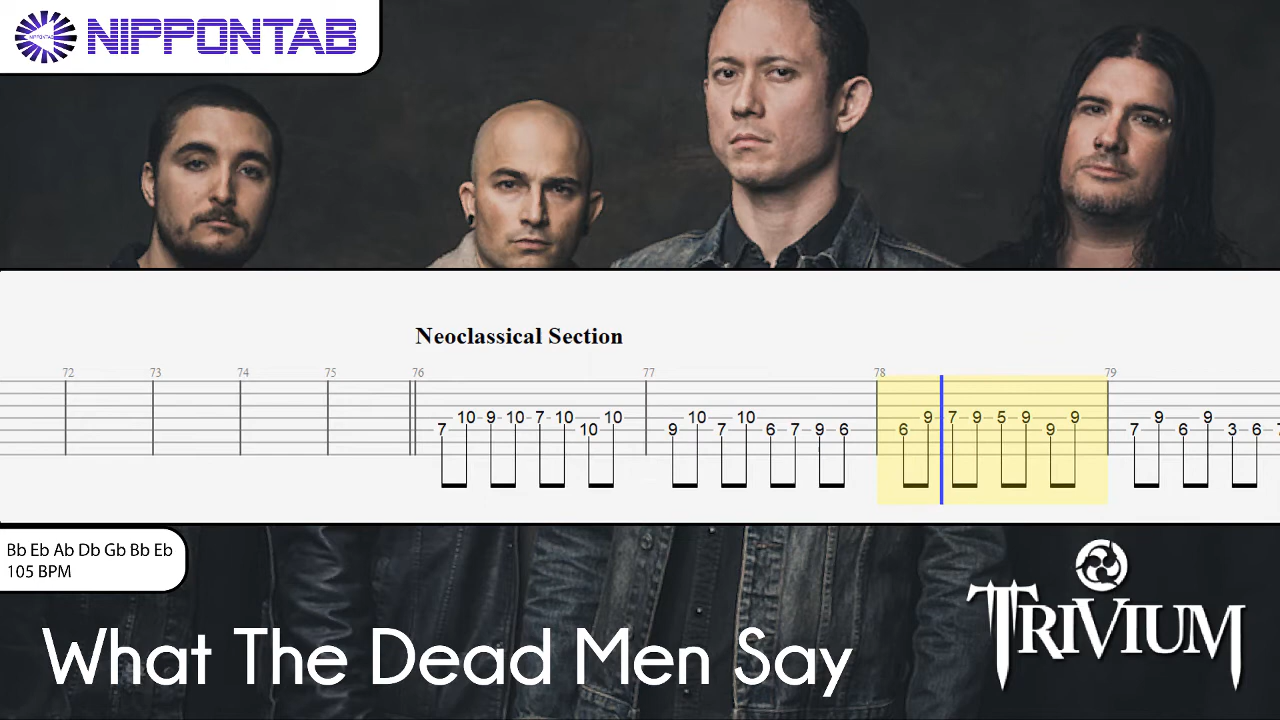 NIPPONTAB
NIPPONTAB
Neoclassical Section
72 73 74 75 76 77 78 79
10 9 10 7 10 10 10 10 9 7 9 5 9 9 9 9
7 10 9 7 6 7 9 6 6 9 7 6 3 6
Bb Eb Ab Db Gb Bb Eb
105 BPM
TRIVIUM
What The Dead Men Say